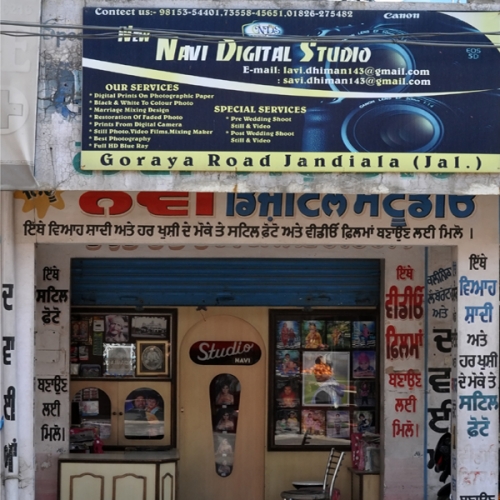 Contact us:- 98153-54401,73558-45651,01826-275482
Canon
New
NAVI DIGITAL STUDIO
EOS
5D
E-mail: lavi.dhiman143@gmail.com
: savi.dhiman143@gmail.com
OUR SERVICES
* Digital Prints On Photographic Paper
* Black & White To Colour Photo
* Marriage Mixing Design
* Restoration Of Faded Photo
* Prints From Digital Camera
* Still Photo,Video Films,Mixing Maker
* Best Photography
* Full HD Blue Ray
SPECIAL SERVICES
* Pre Wedding Shoot
Still & Video
* Post Wedding Shoot
Still & Video
Goraya Road Jandiala (Jal.)
ਨਵੀ ਡਿਜ਼ੀਟਲ ਸਟੂਡੀਓ
ਇੱਥੇ ਵਿਆਹ ਸ਼ਾਦੀ ਅਤੇ ਹਰ ਖੁਸ਼ੀ ਦੇ ਮੌਕੇ ਤੇ ਸਟਿਲ ਫ਼ੋਟੋ ਅਤੇ ਵੀਡੀਓ ਫ਼ਿਲਮਾਂ ਬਣਾਉਣ ਲਈ ਮਿਲੋ ।
ਇੱਥੇ
ਸਟਿਲ
ਫੋਟੋ
ਬਣਾਉਣ
ਲਈ
ਮਿਲੋ।
Studio
NAVI
ਇੱਥੇ
ਵੀਡੀਓ
ਫ਼ਿਲਮਾਂ
ਬਣਾਉਣ
ਲਈ
ਮਿਲੋ।
ਅਤੇ
ਇੱਥੇ
ਵਿਆਹ
ਸ਼ਾਦੀ
ਅਤੇ
ਹਰ ਖੁਸ਼ੀ
ਦੇ ਮੌਕੇ ਤੇ
ਸਟਿਲ
ਫੋਟੋ